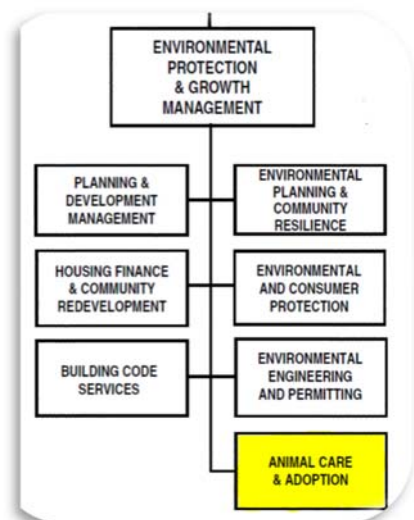 ENVIRONMENTAL
PROTECTION
& GROWTH
MANAGEMENT
PLANNING &
DEVELOPMENT
MANAGEMENT
ENVIRONMENTAL
PLANNING &
COMMUNITY
RESILIENCE
HOUSING FINANCE
& COMMUNITY
REDEVELOPMENT
ENVIRONMENTAL
AND CONSUMER
PROTECTION
BUILDING CODE
SERVICES
ENVIRONMENTAL
ENGINEERING
AND PERMITTING
ANIMAL CARE
& ADOPTION